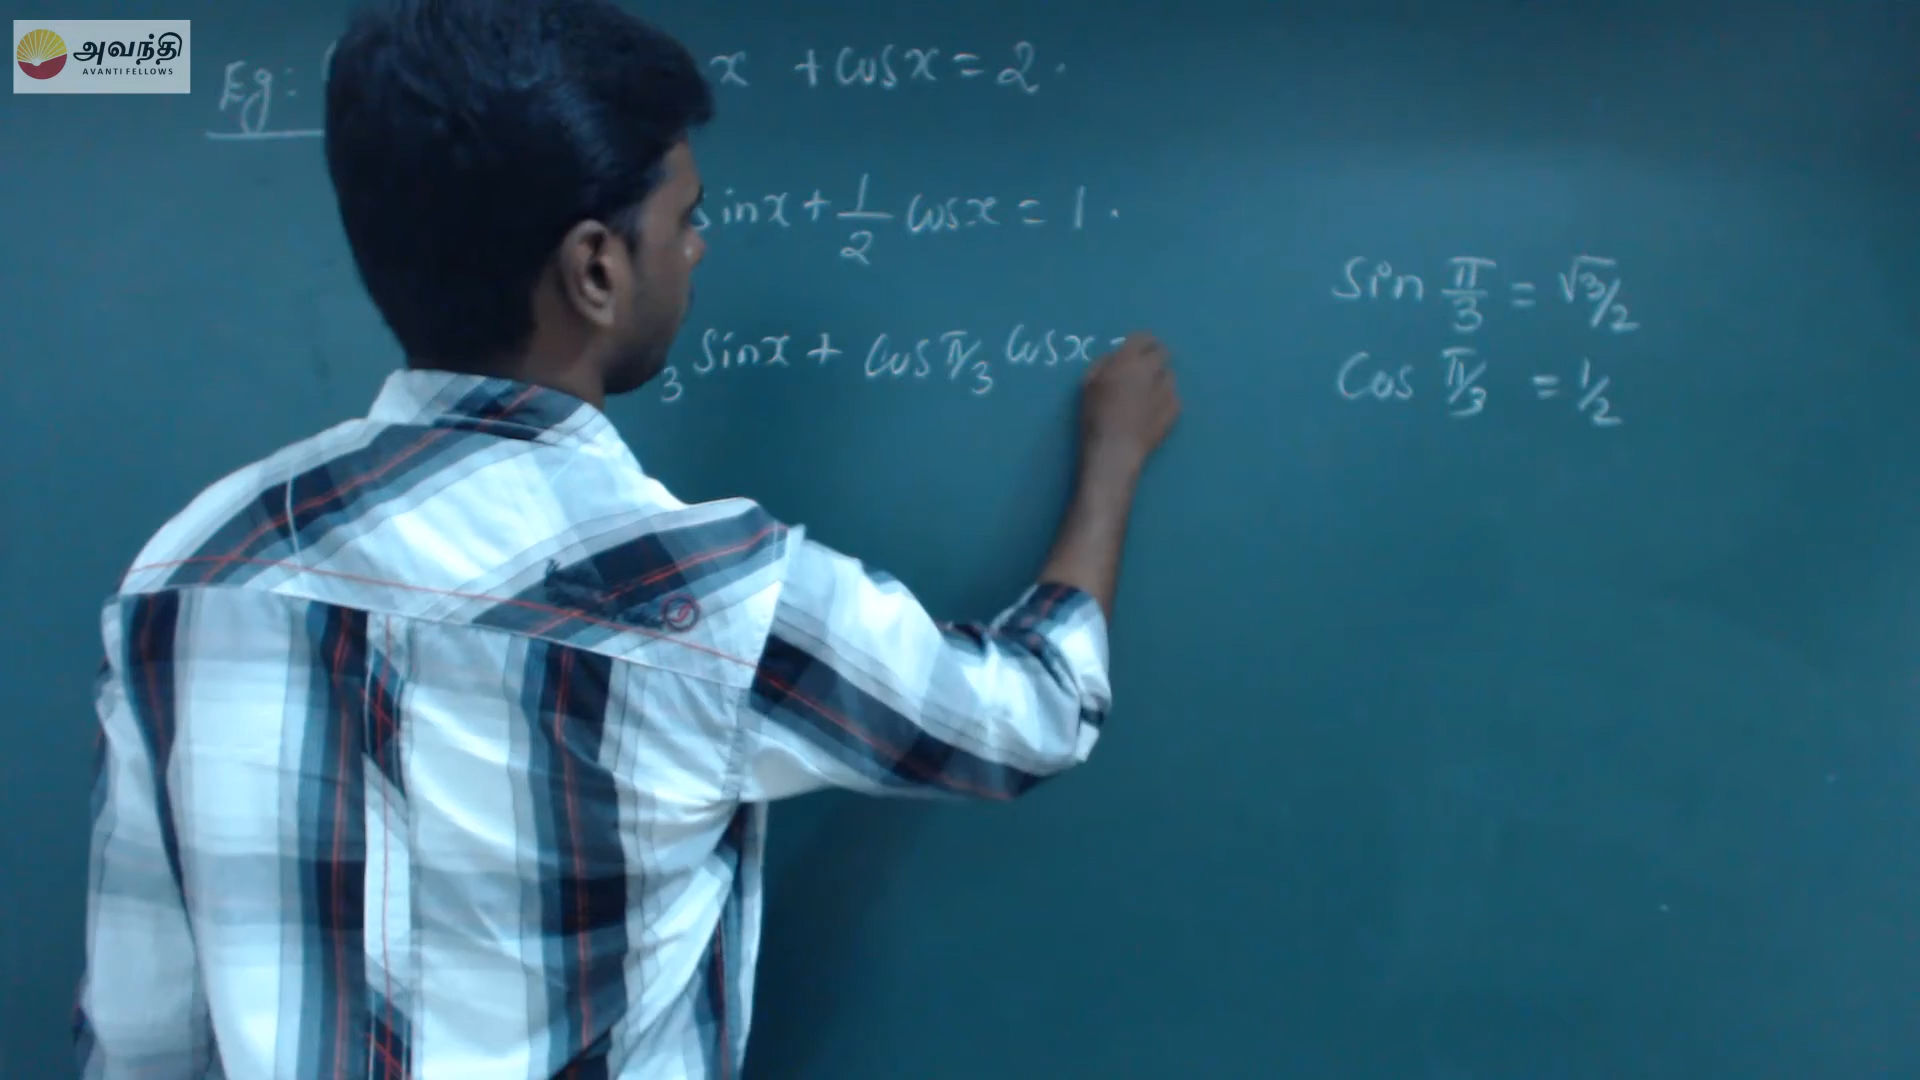 அவந்தி
AVANTI FELLOWS
Eg: x + cosx = 2.
sinx + 1/2 cosx = 1.
3 sinx + cos π/3 cosx =
sin π/3 = √3/2
cos π/3 = 1/2